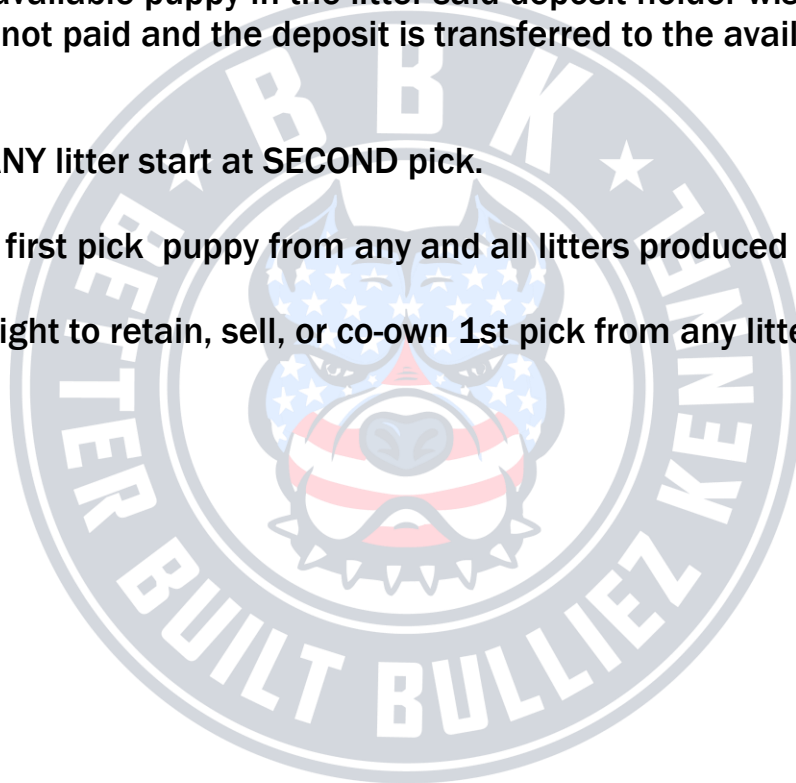 available puppy in the litter said deposit holder wis
not paid and the deposit is transferred to the avail
ANY litter start at SECOND pick.
first pick  puppy from any and all litters produced
ight to retain, sell, or co-own 1st pick from any litte
BBK
BETTER BUILT BULLIEZ KENNEL